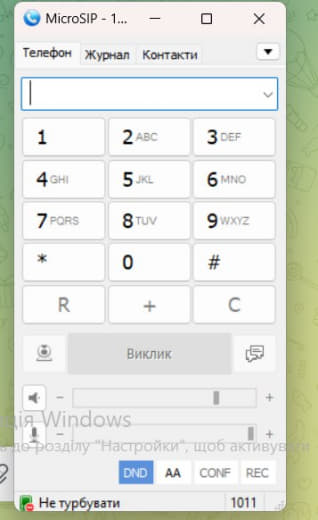 MicroSIP - 1...
Телефон Журнал Контакти
1 2 ABC 3 DEF
4 GHI 5 JKL 6 MNO
7 PQRS 8 TUV 9 WXYZ
* 0 #
R + C
Виклик
− +
ція Windows
− +
ь до розділу "Настройки", щоб активувати
DND AA CONF REC
Не турбувати 1011